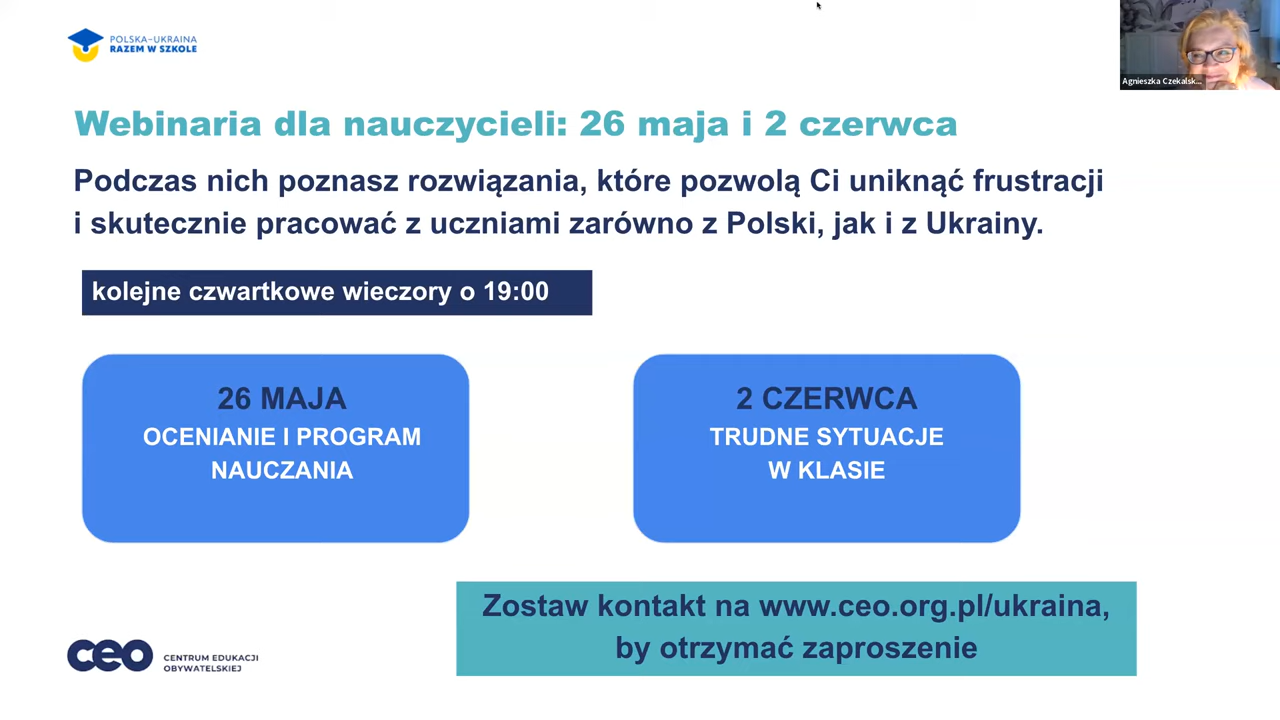 POLSKA-UKRAINA
RAZEM W SZKOLE
Agnieszka Czekalsk...
Webinaria dla nauczycieli: 26 maja i 2 czerwca
Podczas nich poznasz rozwiązania, które pozwolą Ci uniknąć frustracji
i skutecznie pracować z uczniami zarówno z Polski, jak i z Ukrainy.
kolejne czwartkowe wieczory o 19:00
26 MAJA
OCENIANIE I PROGRAM
NAUCZANIA
2 CZERWCA
TRUDNE SYTUACJE
W KLASIE
Zostaw kontakt na www.ceo.org.pl/ukraina,
by otrzymać zaproszenie
ceo
CENTRUM EDUKACJI
OBYWATELSKIEJ